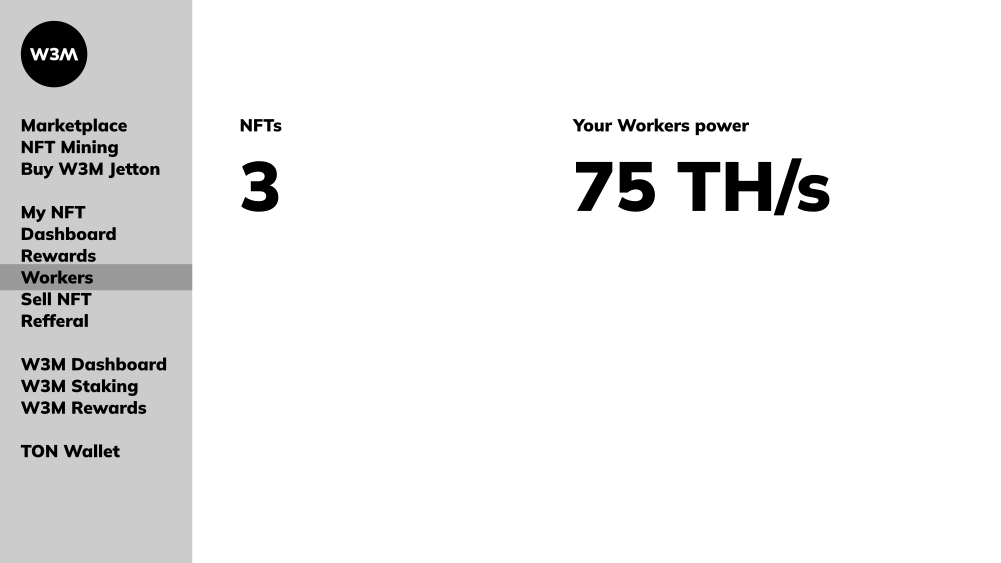 W3M
Marketplace
NFT Mining
Buy W3M Jetton
My NFT
Dashboard
Rewards
Workers
Sell NFT
Refferal
W3M Dashboard
W3M Staking
W3M Rewards
TON Wallet
NFTs
3
Your Workers power
75 TH/s